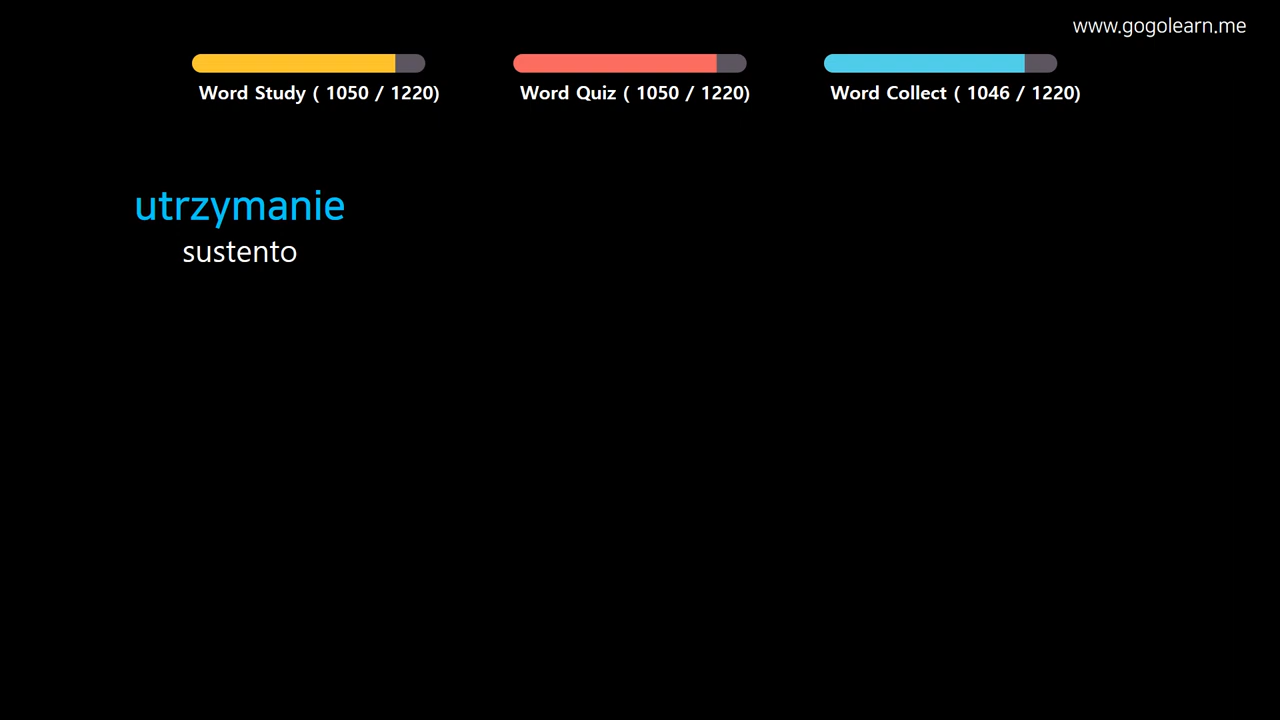 www.gogolearn.me
Word Study ( 1050 / 1220)
Word Quiz ( 1050 / 1220)
Word Collect ( 1046 / 1220)
utrzymanie
sustento